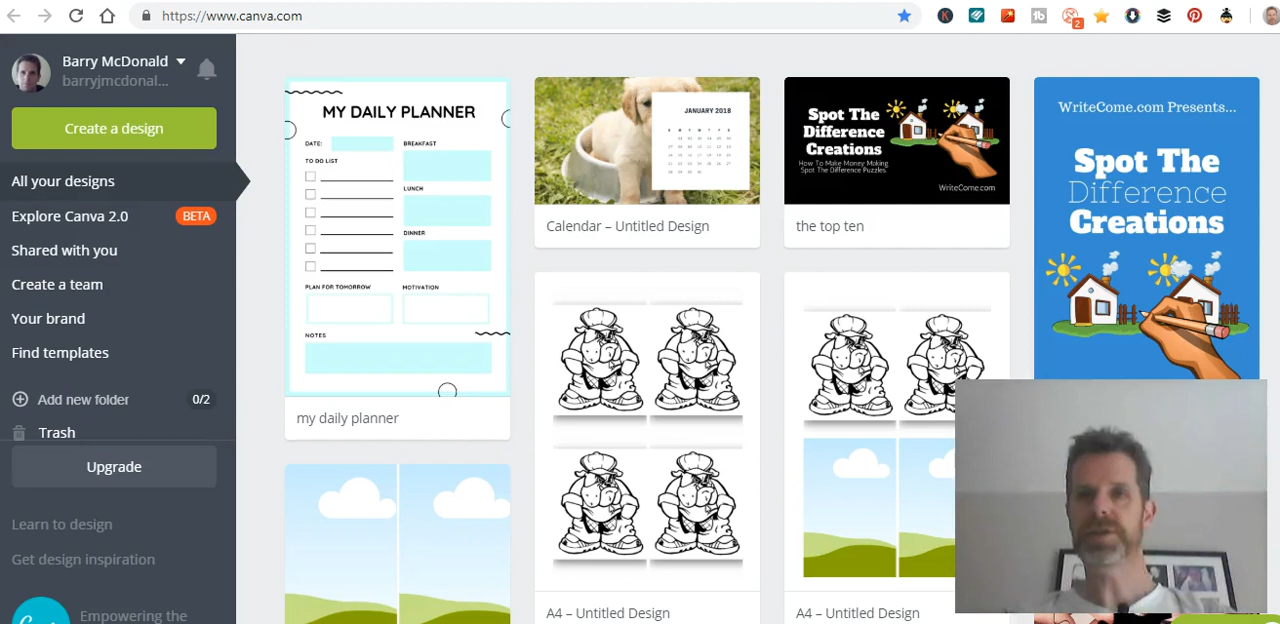 https://www.canva.com
K
tb
2
Barry McDonald
barryjmcdonal...
Create a design
All your designs
Explore Canva 2.0 BETA
Shared with you
Create a team
Your brand
Find templates
Add new folder 0/2
Trash
Upgrade
Learn to design
Get design inspiration
Empowering the
MY DAILY PLANNER
DATE:
BREAKFAST
TO DO LIST
LUNCH
DINNER
PLAN FOR TOMORROW
MOTIVATION
NOTES
my daily planner
JANUARY 2018
Calendar – Untitled Design
Spot The
Difference
Creations
How To Make Money Making
Spot The Difference Puzzles.
WriteCome.com
the top ten
WriteCome.com Presents...
Spot The
Difference
Creations
A4 – Untitled Design
A4 – Untitled Design